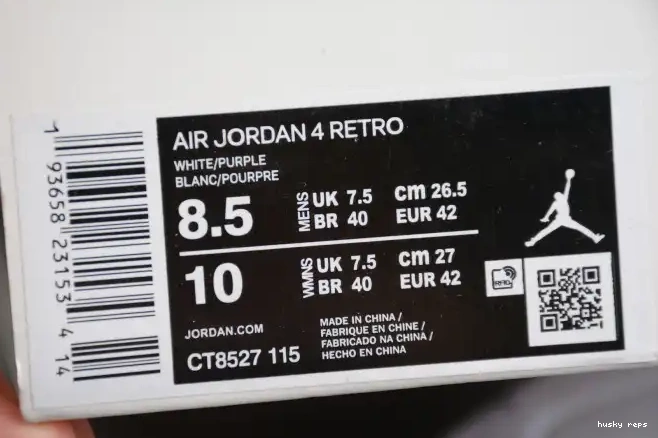 AIR JORDAN 4 RETRO
WHITE/PURPLE
BLANC/POURPRE
8.5 MENS UK 7.5 cm 26.5
BR 40 EUR 42
10 WMNS UK 7.5 cm 27
BR 40 EUR 42
RFID
JORDAN.COM
CT8527 115
MADE IN CHINA /
FABRIQUE EN CHINE /
FABRICADO NA CHINA /
HECHO EN CHINA
1 93658 23153 4 14
husky reps